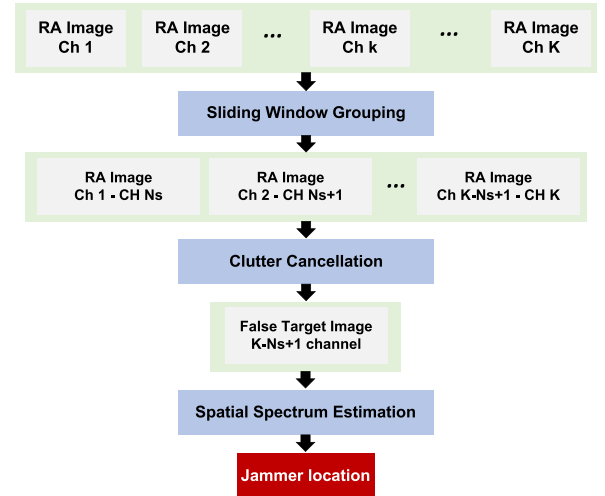 RA Image RA Image ... RA Image ... RA Image
Ch 1 Ch 2 Ch k Ch K
Sliding Window Grouping
RA Image RA Image ... RA Image
Ch 1 - CH Ns Ch 2 - CH Ns+1 Ch K-Ns+1 - CH K
Clutter Cancellation
False Target Image
K-Ns+1 channel
Spatial Spectrum Estimation
Jammer location